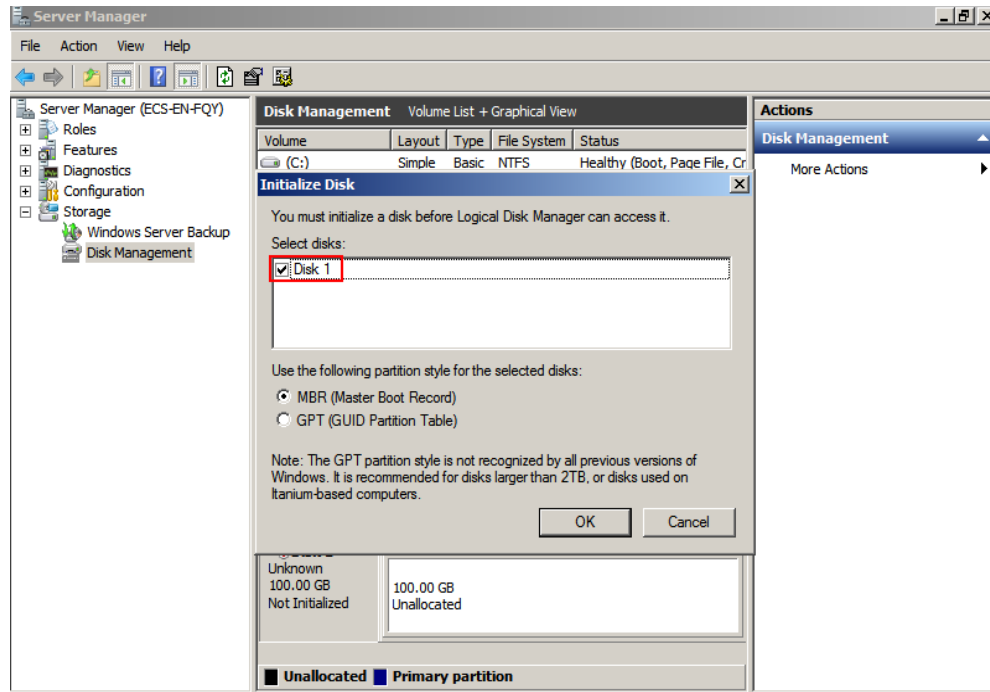 Server Manager
File Action View Help
Server Manager (ECS-EN-FQY)
Roles
Features
Diagnostics
Configuration
Storage
Windows Server Backup
Disk Management
Disk Management Volume List + Graphical View
Volume Layout Type File System Status
(C:) Simple Basic NTFS Healthy (Boot, Page File, Cr
Initialize Disk
You must initialize a disk before Logical Disk Manager can access it.
Select disks:
Disk 1
Use the following partition style for the selected disks:
MBR (Master Boot Record)
GPT (GUID Partition Table)
Note: The GPT partition style is not recognized by all previous versions of
Windows. It is recommended for disks larger than 2TB, or disks used on
Itanium-based computers.
OK Cancel
Unknown
100.00 GB
Not Initialized
100.00 GB
Unallocated
Unallocated Primary partition
Actions
Disk Management
More Actions